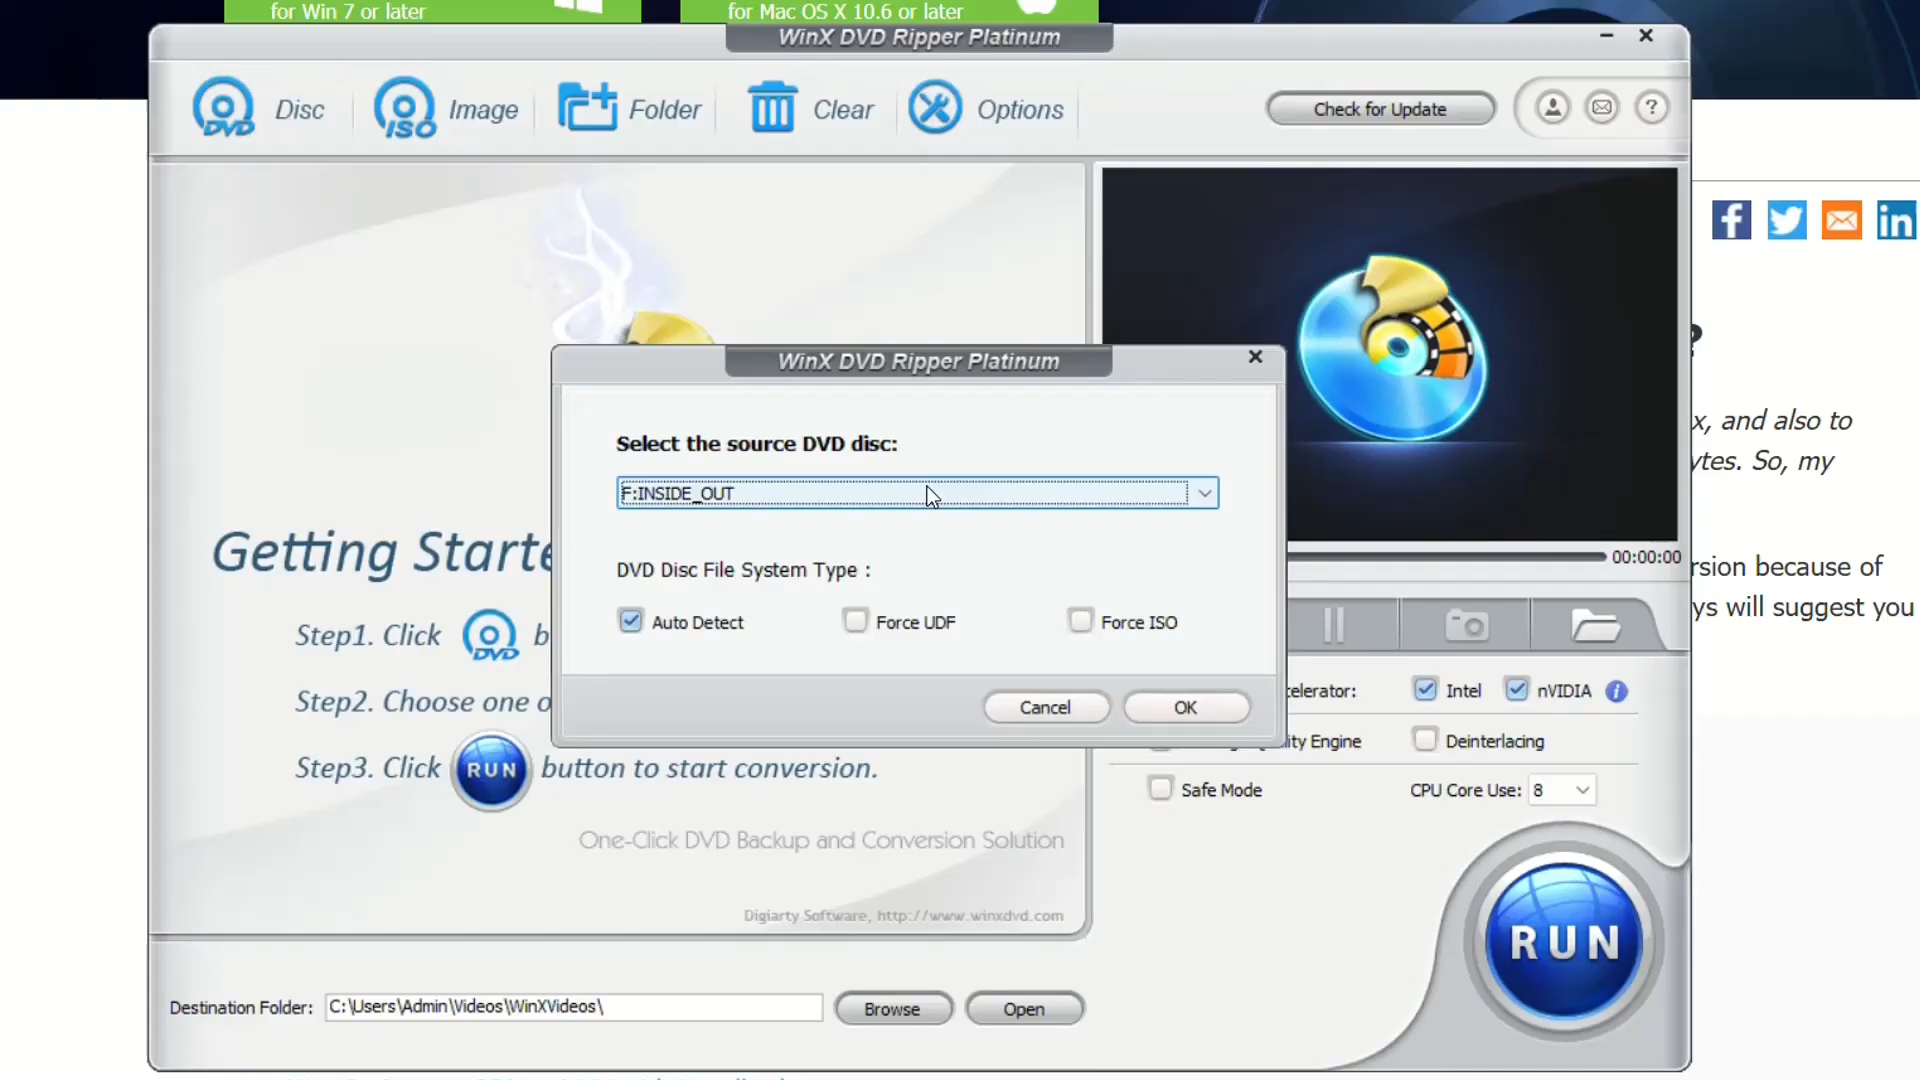 for Win 7 or later
for Mac OS X 10.6 or later
WinX DVD Ripper Platinum
DVD Disc
ISO Image
Folder
Clear
Options
Check for Update
?
WinX DVD Ripper Platinum
Select the source DVD disc:
F:INSIDE_OUT
DVD Disc File System Type :
Auto Detect
Force UDF
Force ISO
Cancel
OK
Getting Starte
Step1. Click DVD b
Step2. Choose one o
Step3. Click RUN button to start conversion.
One-Click DVD Backup and Conversion Solution
Digiarty Software, http://www.winxdvd.com
00:00:00
celerator:
Intel
nVIDIA
i
ity Engine
Deinterlacing
Safe Mode
CPU Core Use: 8
RUN
Destination Folder: C:\Users\Admin\Videos\WinXVideos\
Browse
Open
f
in
?
x, and also to
ytes. So, my
rsion because of
ys will suggest you